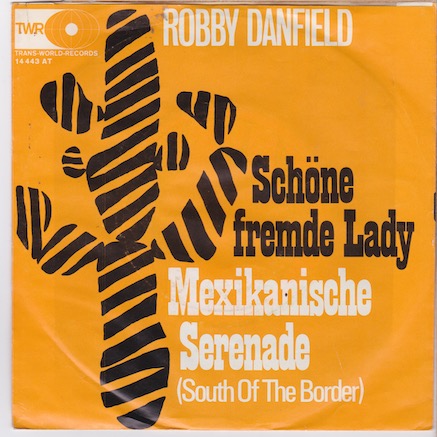 TWR
TRANS-WORLD-RECORDS
14 443 AT
ROBBY DANFIELD
Schöne
fremde Lady
Mexikanische
Serenade
(South Of The Border)